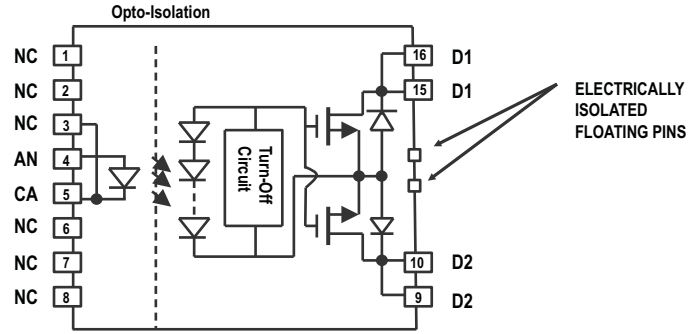 Opto-Isolation
NC 1
NC 2
NC 3
AN 4
CA 5
NC 6
NC 7
NC 8
Turn-Off
Circuit
16 D1
15 D1
ELECTRICALLY
ISOLATED
FLOATING PINS
10 D2
9 D2